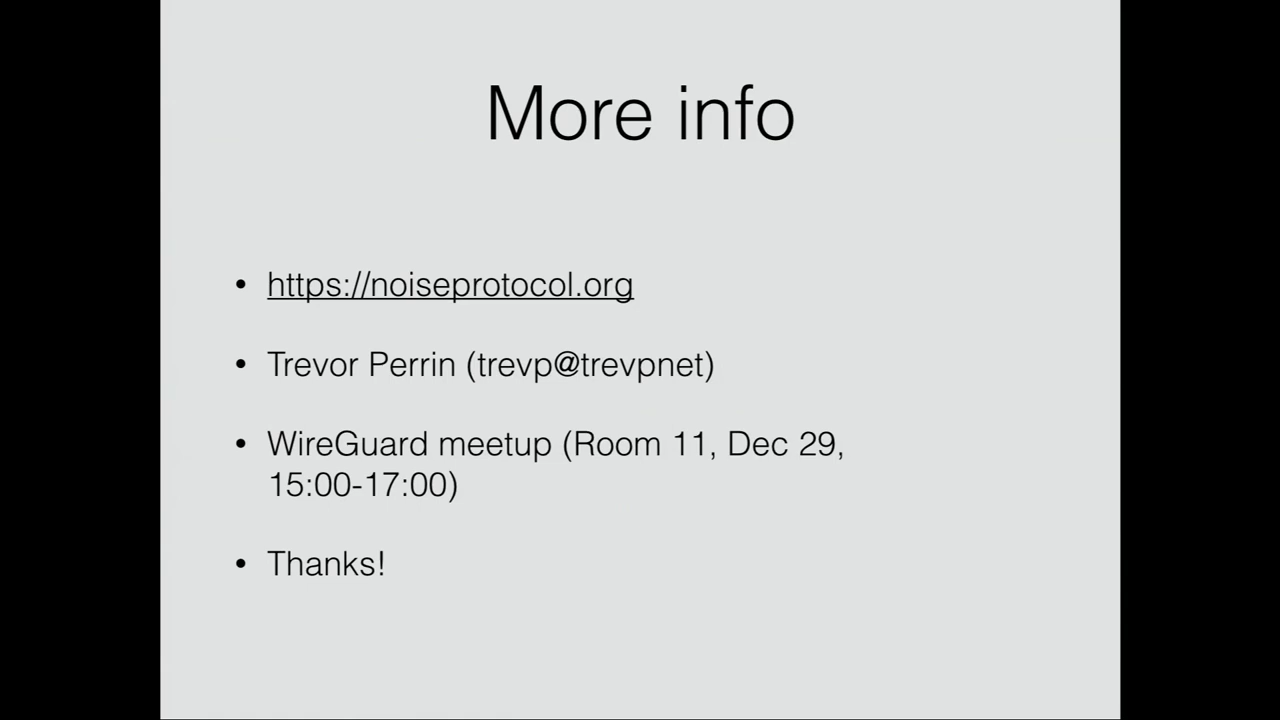 More info
• https://noiseprotocol.org
• Trevor Perrin (trevp@trevpnet)
• WireGuard meetup (Room 11, Dec 29,
15:00-17:00)
• Thanks!